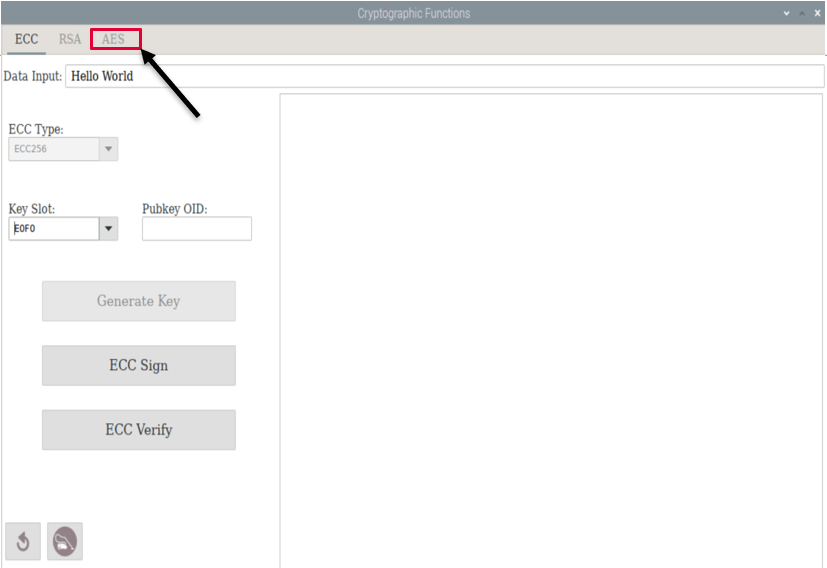 Cryptographic Functions
ECC RSA AES
Data Input: Hello World
ECC Type:
ECC256
Key Slot: Pubkey OID:
E0F0
Generate Key
ECC Sign
ECC Verify